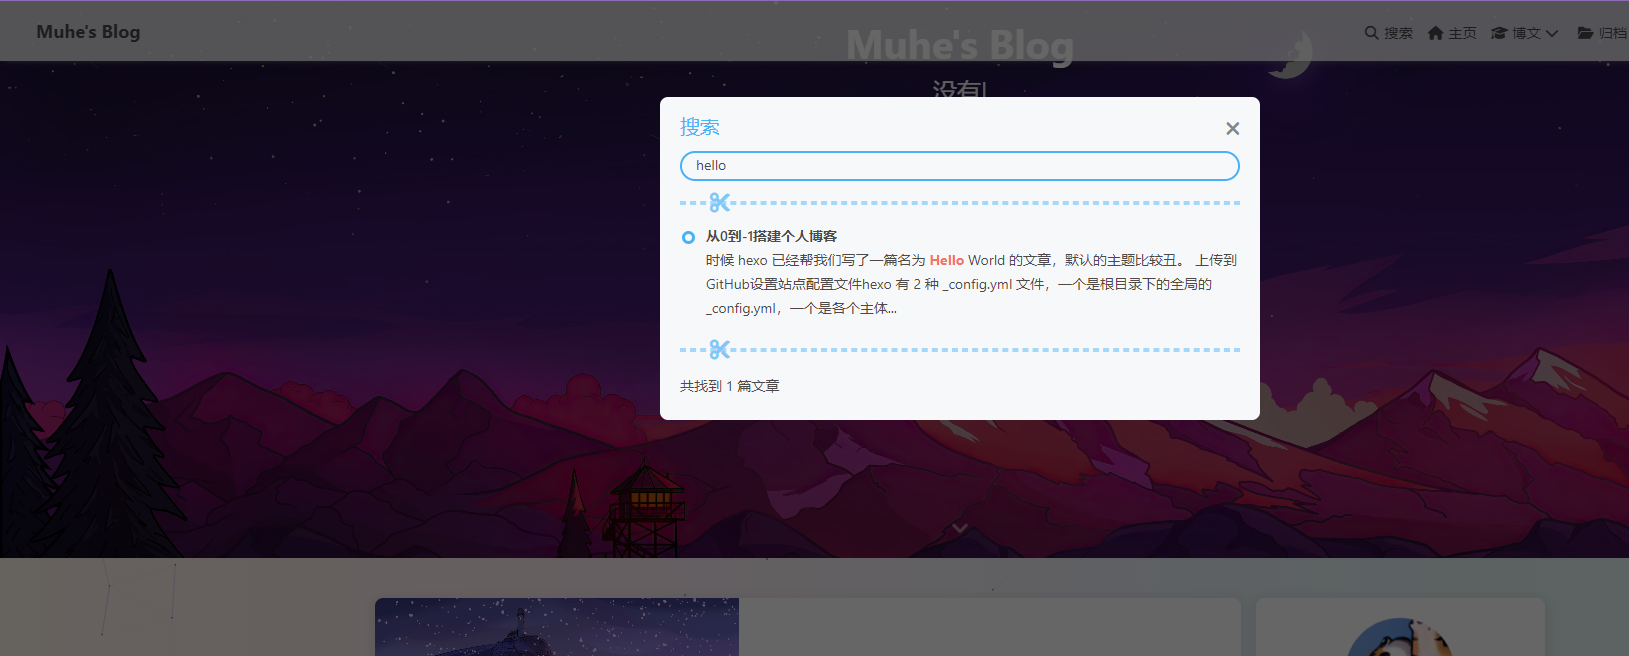 Muhe's Blog
搜索 主页 博文 归档
Muhe's Blog
没有|
搜索
hello
从0到-1搭建个人博客
时候 hexo 已经帮我们写了一篇名为 Hello World 的文章，默认的主题比较丑。 上传到
GitHub设置站点配置文件hexo 有 2 种 _config.yml 文件，一个是根目录下的全局的
_config.yml，一个是各个主体...
共找到 1 篇文章